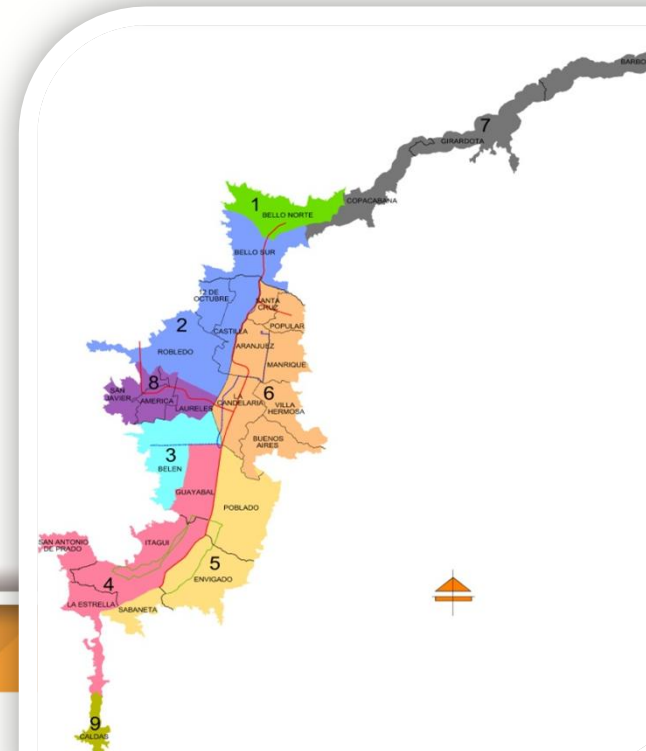 BARBO
7
GIRARDOTA
COPACABANA
1
BELLO NORTE
BELLO SUR
12 DE
OCTUBRE
SANTA
CRUZ
2
CASTILLA
POPULAR
ROBLEDO
ARANJUEZ
MANRIQUE
8
SAN
JAVIER
AMERICA
LAURELES
LA
CANDELARIA
6
VILLA
HERMOSA
BUENOS
AIRES
3
BELEN
GUAYABAL
POBLADO
SAN ANTONIO
DE PRADO
ITAGUI
5
ENVIGADO
4
LA ESTRELLA
SABANETA
9
CALDAS